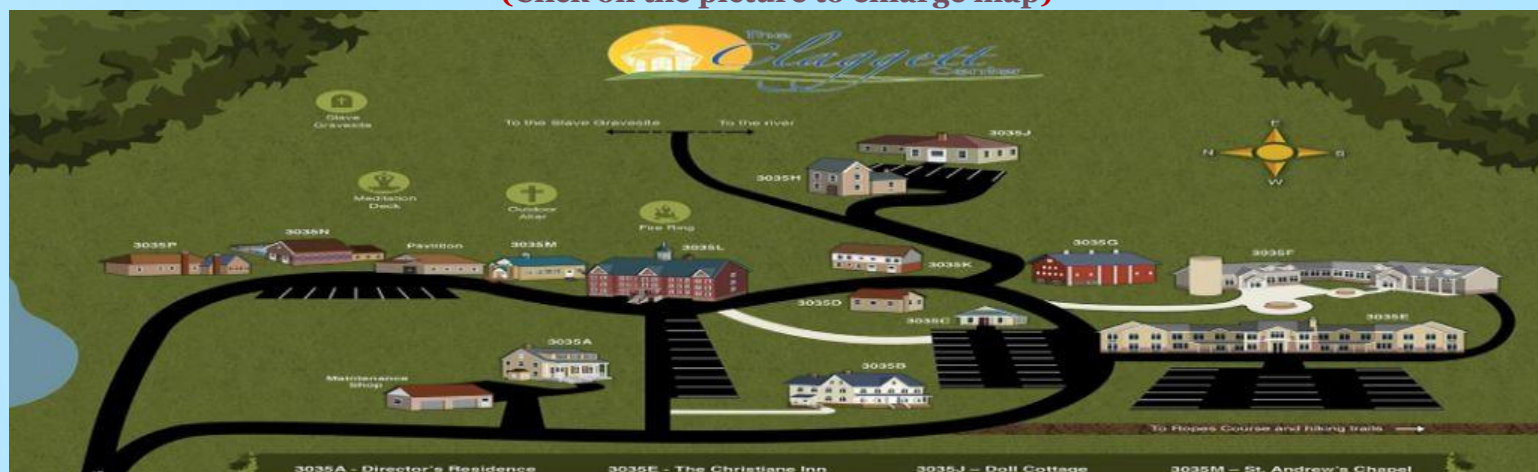 (Click on the picture to enlarge map)
The
Claggett
Center
Slave
Gravesite
To the Slave Gravesite
To the river
3035J
E
N
S
W
3035H
Meditation
Deck
Outdoor
Altar
Fire Ring
3035P
3035N
Pavilion
3035M
3035L
3035K
3035G
3035F
3035D
3035C
3035E
3035A
3035B
Maintenance
Shop
To Ropes Course and hiking trails
3035A - Director's Residence
3035E - The Christiane Inn
3035J – Doll Cottage
3035M – St. Andrew's Chapel